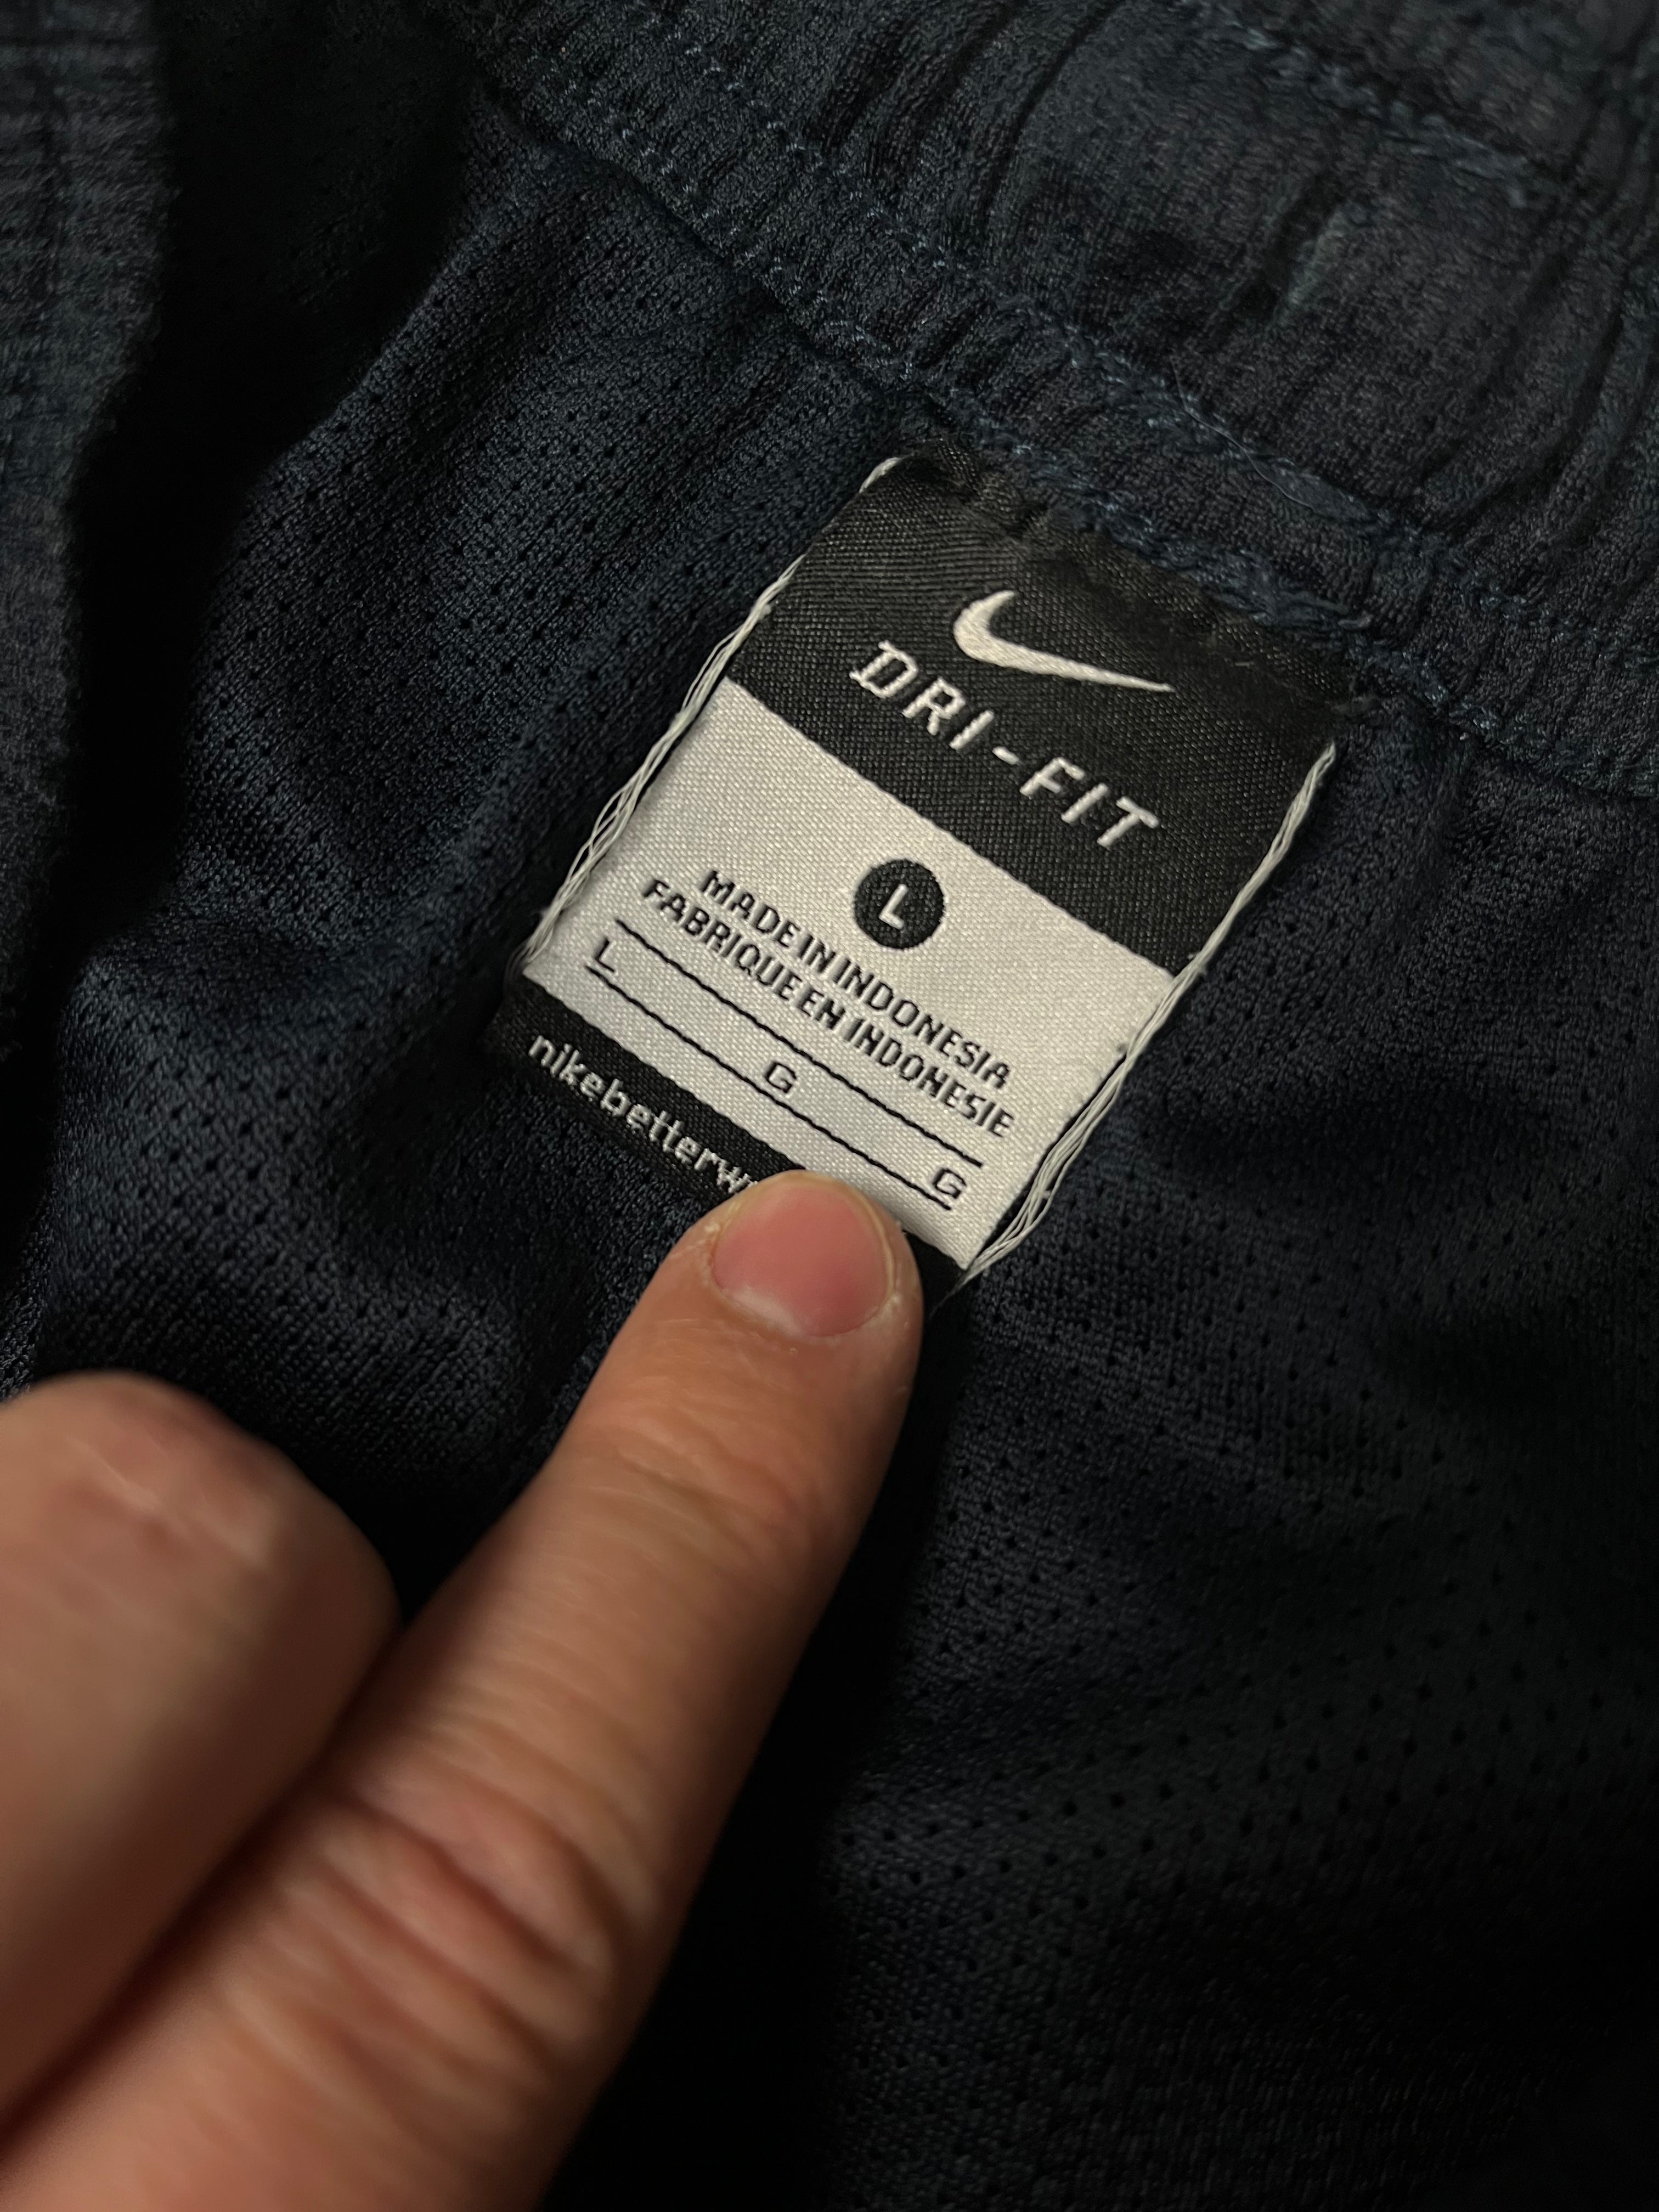 DRI-FIT
L
MADE IN INDONESIA
FABRIQUE EN INDONESIE
L G G